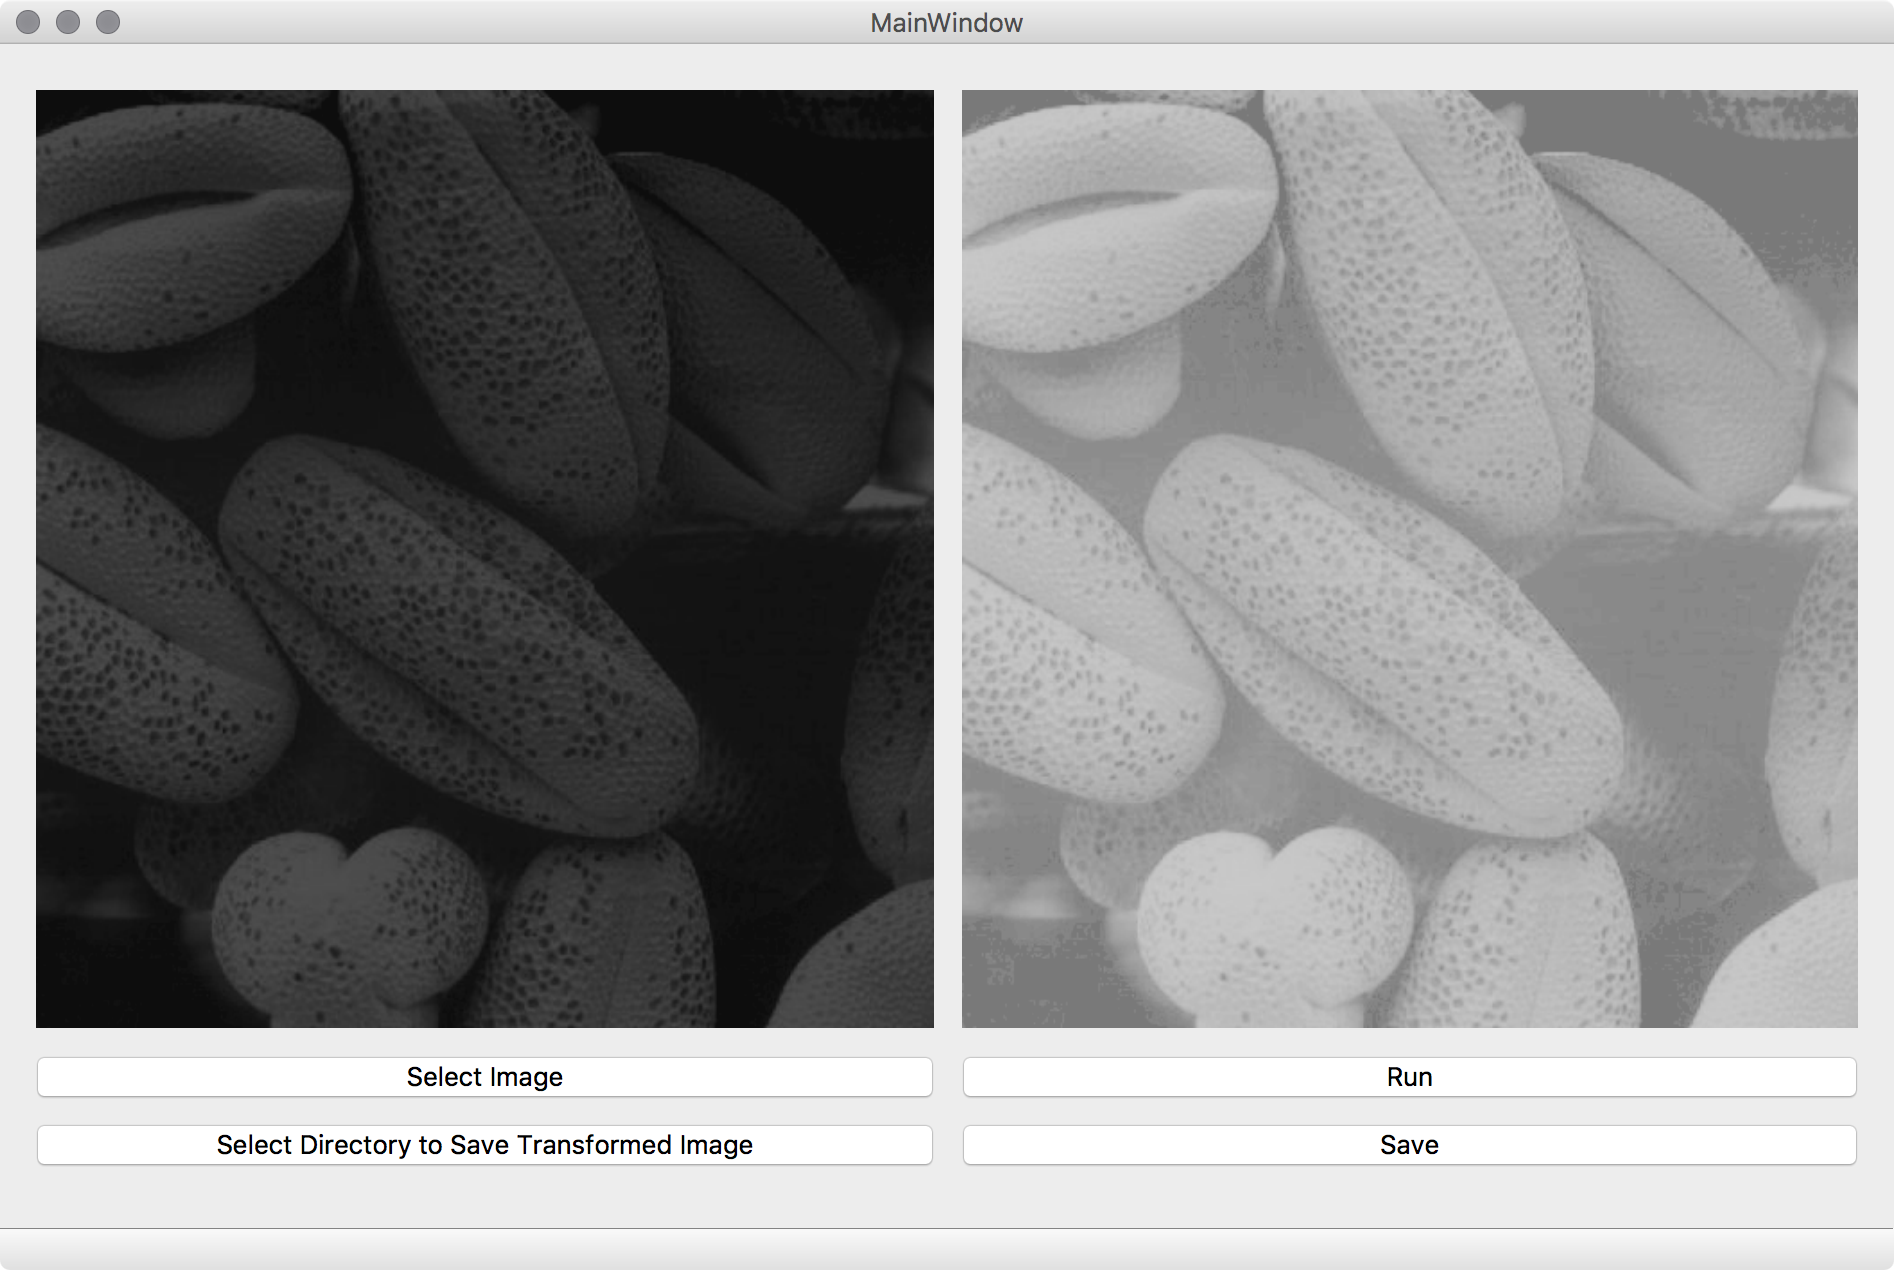 MainWindow
Select Image
Run
Select Directory to Save Transformed Image
Save